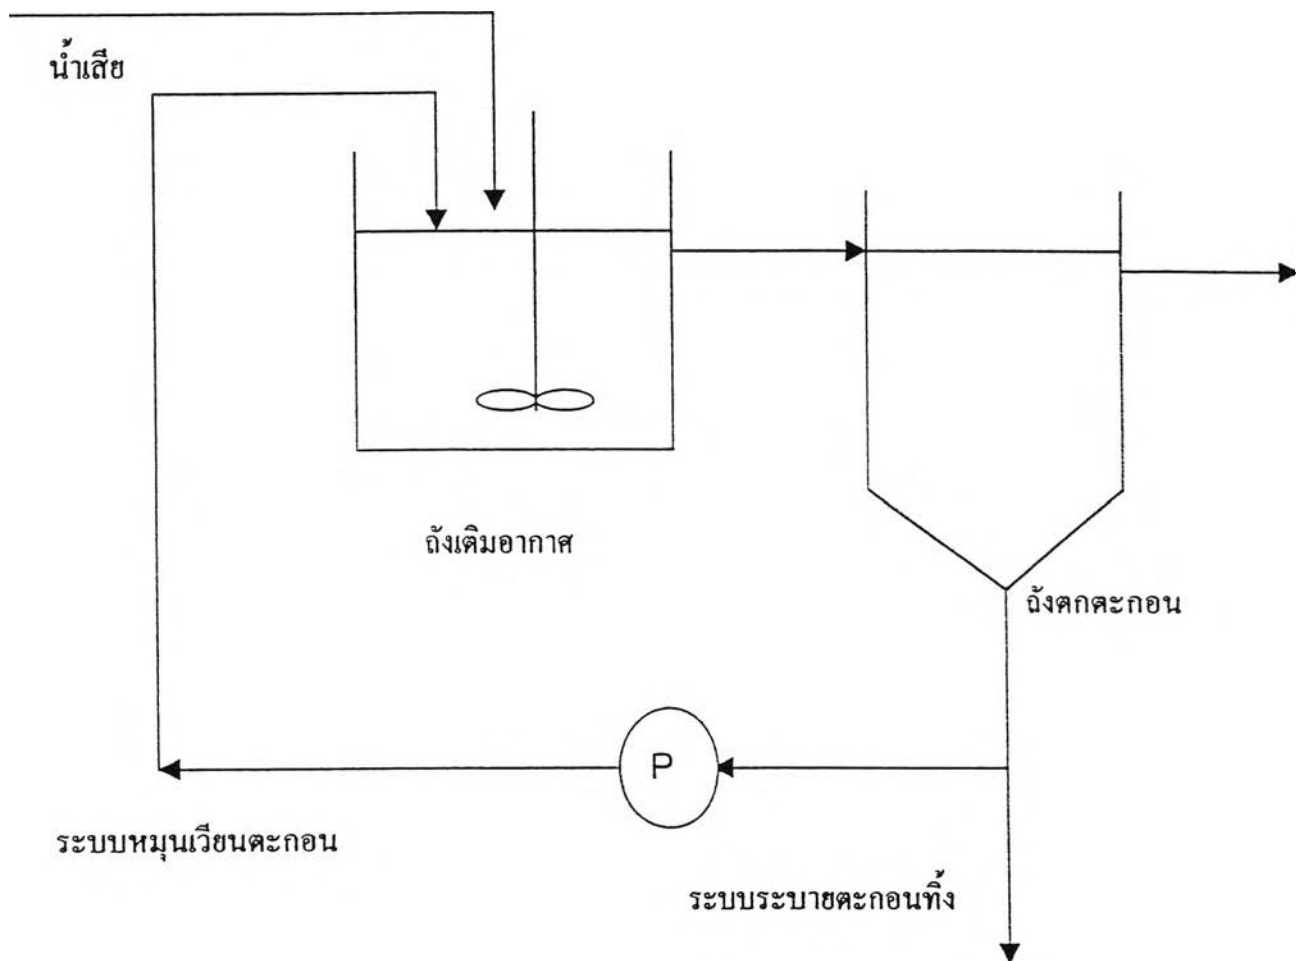 น้ำเสีย
ถังเติมอากาศ
ถังตกตะกอน
P
ระบบหมุนเวียนตะกอน
ระบบระบายตะกอนทิ้ง